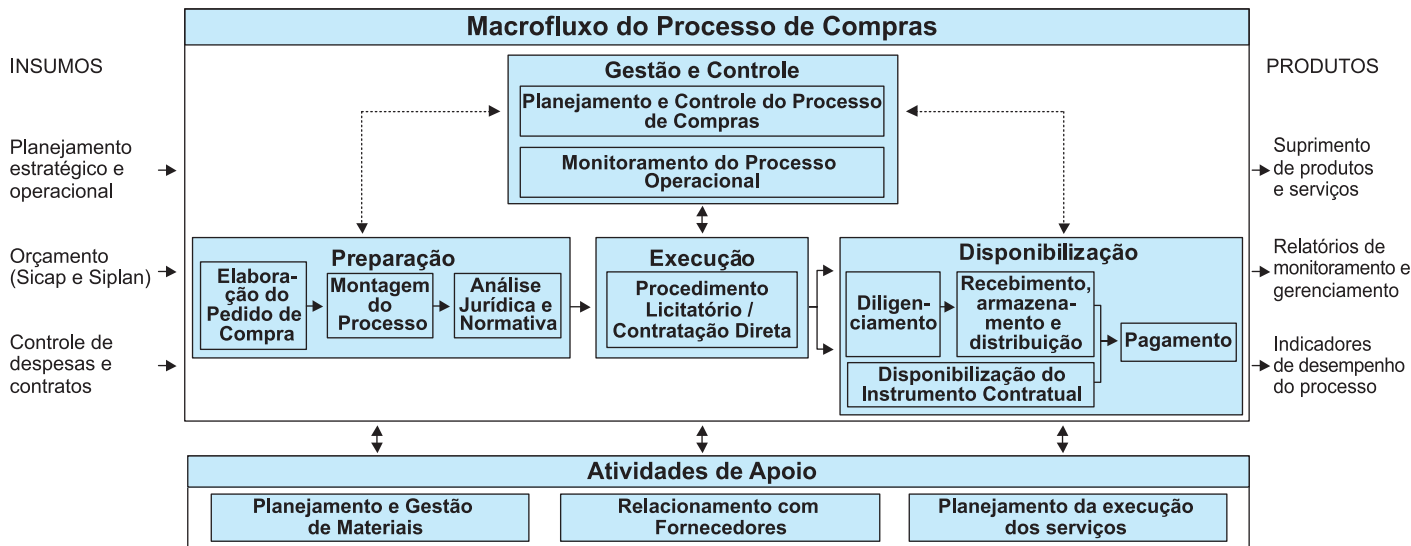 Macrofluxo do Processo de Compras
INSUMOS
Planejamento
estratégico e
operacional
Orçamento
(Sicap e Siplan)
Controle de
despesas e
contratos
Gestão e Controle
Planejamento e Controle do Processo
de Compras
Monitoramento do Processo
Operacional
Preparação
Elabora-
ção do
Pedido de
Compra
Montagem
do
Processo
Análise
Jurídica e
Normativa
Execução
Procedimento
Licitatório /
Contratação Direta
Disponibilização
Diligen-
ciamento
Recebimento,
armazena-
mento e
distribuição
Disponibilização do
Instrumento Contratual
Pagamento
PRODUTOS
Suprimento
de produtos
e serviços
Relatórios de
monitoramento e
gerenciamento
Indicadores
de desempenho
do processo
Atividades de Apoio
Planejamento e Gestão
de Materiais
Relacionamento com
Fornecedores
Planejamento da execução
dos serviços